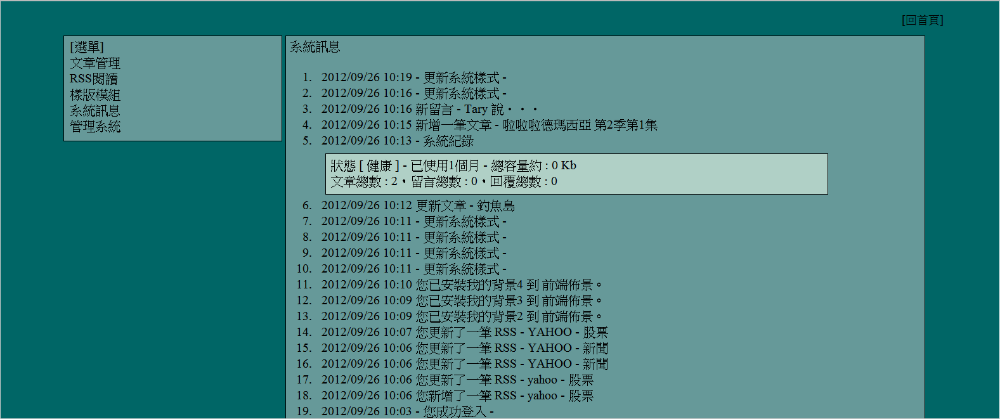 [回首頁]
[選單]
文章管理
RSS閱讀
樣版模組
系統訊息
管理系統
系統訊息
1. 2012/09/26 10:19 - 更新系統樣式 -
2. 2012/09/26 10:16 - 更新系統樣式 -
3. 2012/09/26 10:16 新留言 - Tary 說・・・
4. 2012/09/26 10:15 新增一筆文章 - 啦啦啦德瑪西亞 第2季第1集
5. 2012/09/26 10:13 - 系統紀錄
狀態 [ 健康 ] - 已使用1個月 - 總容量約 : 0 Kb
文章總數 : 2，留言總數 : 0，回覆總數 : 0
6. 2012/09/26 10:12 更新文章 - 釣魚島
7. 2012/09/26 10:11 - 更新系統樣式 -
8. 2012/09/26 10:11 - 更新系統樣式 -
9. 2012/09/26 10:11 - 更新系統樣式 -
10. 2012/09/26 10:11 - 更新系統樣式 -
11. 2012/09/26 10:10 您已安裝我的背景4 到 前端佈景。
12. 2012/09/26 10:09 您已安裝我的背景3 到 前端佈景。
13. 2012/09/26 10:09 您已安裝我的背景2 到 前端佈景。
14. 2012/09/26 10:07 您更新了一筆 RSS - YAHOO - 股票
15. 2012/09/26 10:06 您更新了一筆 RSS - YAHOO - 新聞
16. 2012/09/26 10:06 您更新了一筆 RSS - YAHOO - 新聞
17. 2012/09/26 10:06 您更新了一筆 RSS - yahoo - 股票
18. 2012/09/26 10:06 您新增了一筆 RSS - yahoo - 股票
19. 2012/09/26 10:03 - 您成功登入 -